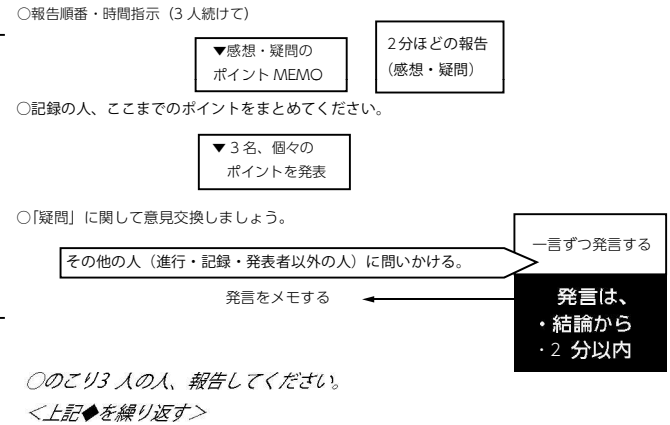 ○報告順番・時間指示（3 人続けて）
▼感想・疑問の
ポイント MEMO
2分ほどの報告
（感想・疑問）
○記録の人、ここまでのポイントをまとめてください。
▼３名、個々の
ポイントを発表
○「疑問」に関して意見交換しましょう。
一言ずつ発言する
その他の人（進行・記録・発表者以外の人）に問いかける。
発言をメモする
発言は、
・結論から
・2 分以内
○のこり3 人の人、報告してください。
＜上記◆を繰り返す＞